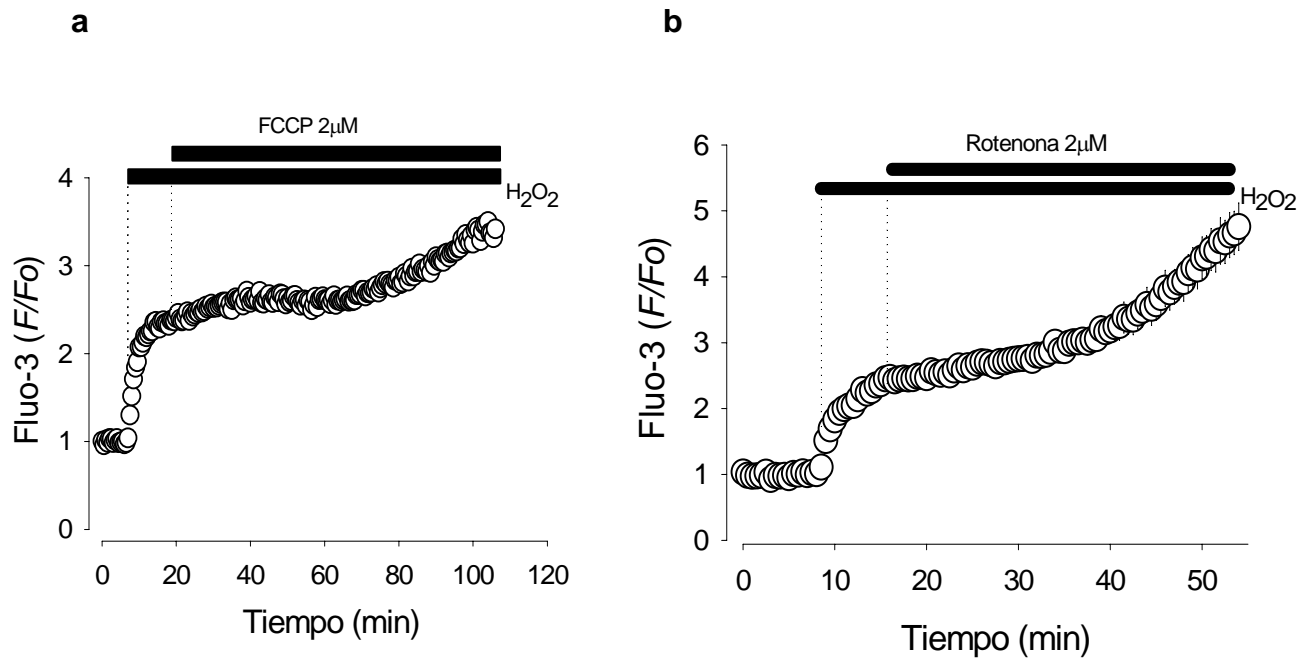 a
FCCP 2μM
H₂O₂
4
3
2
1
0
Fluo-3 (F/Fo)
0 20 40 60 80 100 120
Tiempo (min)
b
Rotenona 2μM
H₂O₂
6
5
4
3
2
1
0
Fluo-3 (F/Fo)
0 10 20 30 40 50
Tiempo (min)